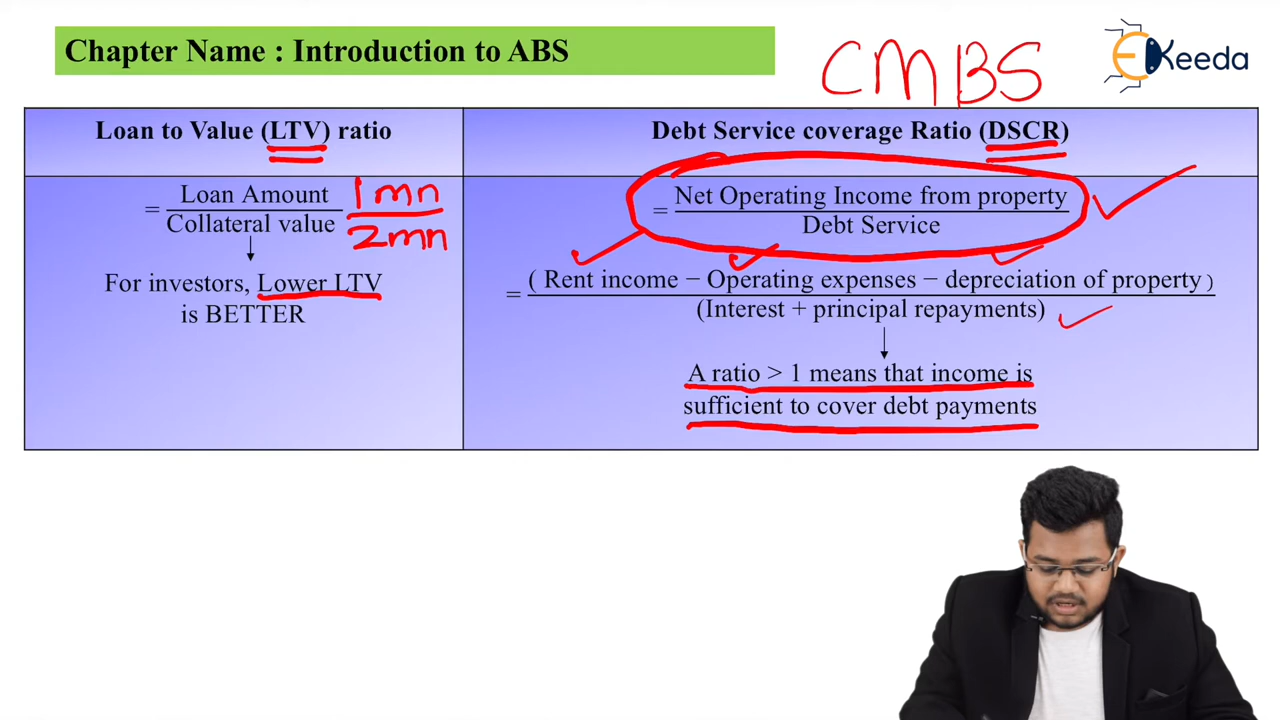 Chapter Name : Introduction to ABS
CMBS
EKeeda
Loan to Value (LTV) ratio
Debt Service coverage Ratio (DSCR)
= Loan Amount
Collateral value
1mn
2mn
For investors, Lower LTV
is BETTER
= Net Operating Income from property
Debt Service
= ( Rent income − Operating expenses − depreciation of property )
(Interest + principal repayments)
A ratio > 1 means that income is
sufficient to cover debt payments